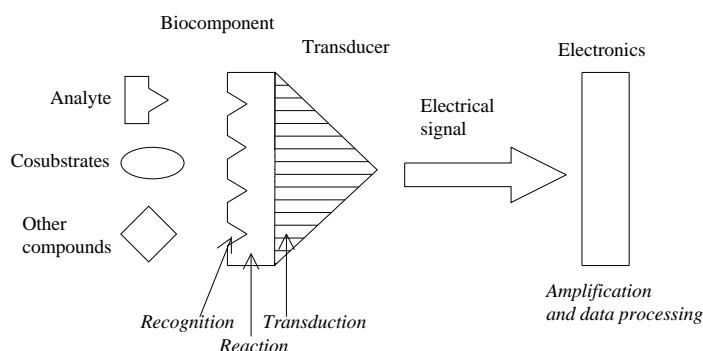 Biocomponent
Transducer
Electronics
Analyte
Electrical
signal
Cosubstrates
Other
compounds
Amplification
and data processing
Recognition
Transduction
Reaction